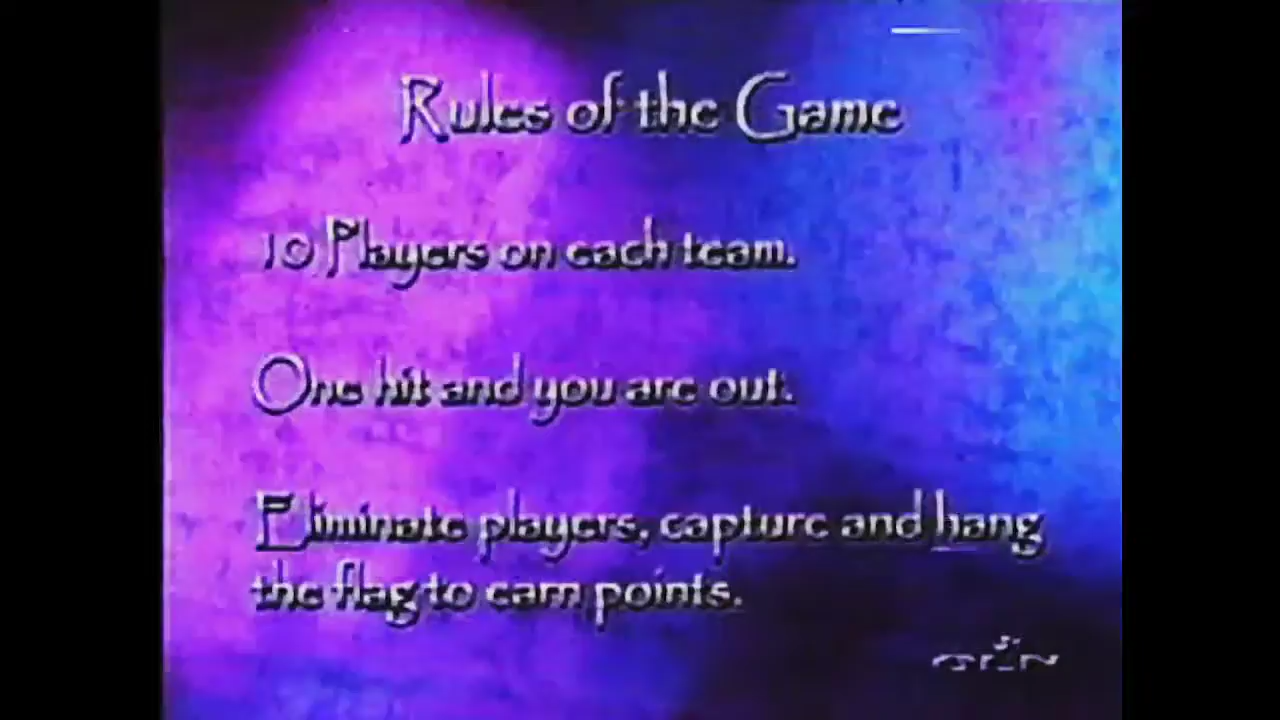 Rules of the Game
10 Players on each team.
One hit and you are out.
Eliminate players, capture and hang
the flag to earn points.